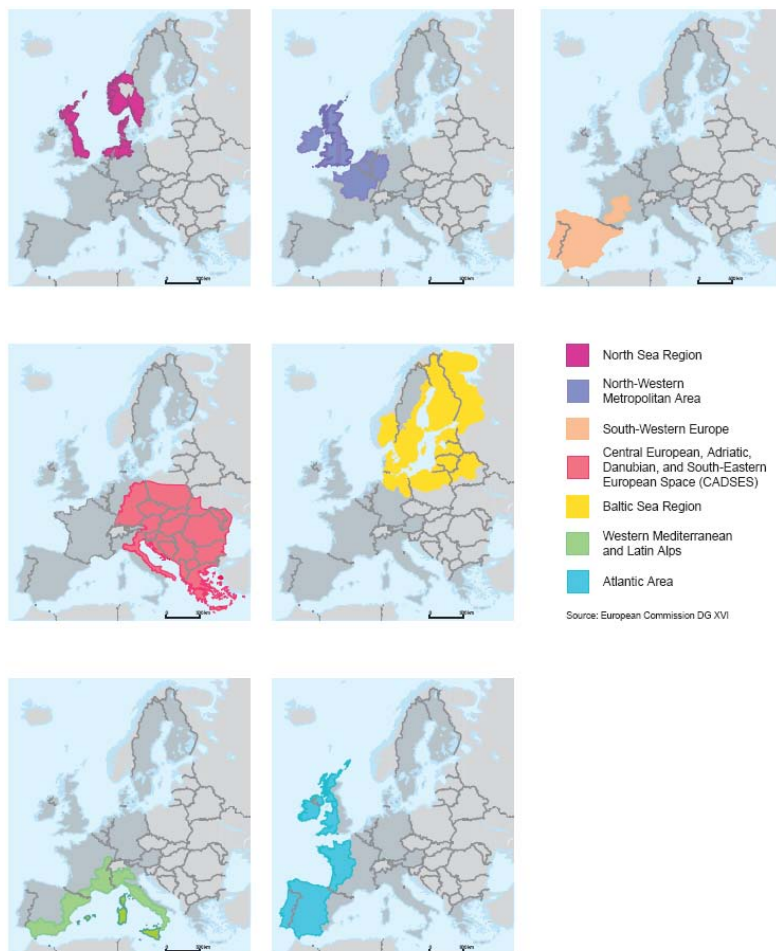 North Sea Region
North-Western
Metropolitan Area
South-Western Europe
Central European, Adriatic,
Danubian, and South-Eastern
European Space (CADSES)
Baltic Sea Region
Western Mediterranean
and Latin Alps
Atlantic Area
Source: European Commission DG XVI